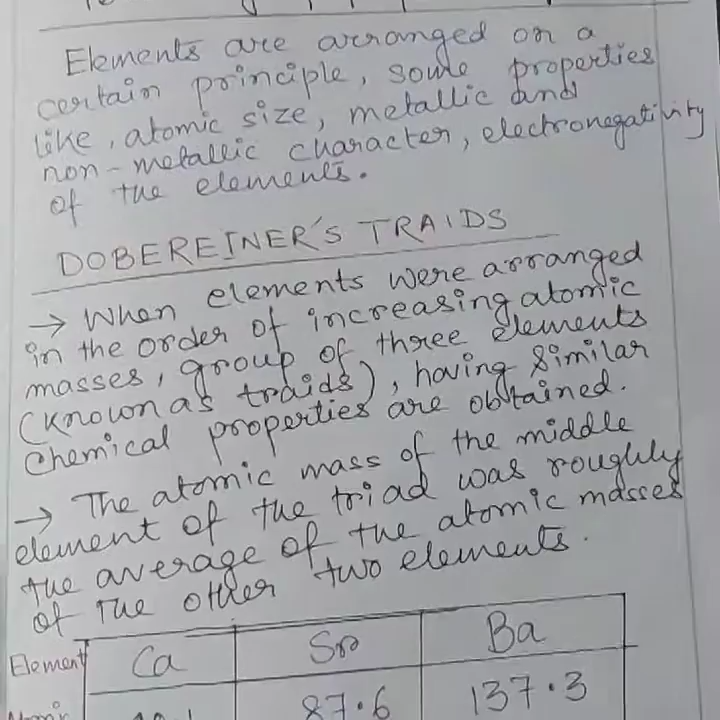 Elements are arranged on a
certain principle, some properties
like, atomic size, metallic and
non-metallic character, electronegativity
of the elements.
DOBEREINER'S TRAIDS
→ When elements were arranged
in the order of increasing atomic
masses, group of three elements
(known as traids), having similar
chemical properties are obtained.
→ The atomic mass of the middle
element of the triad was roughly
the average of the atomic masses
of the other two elements.
Element Ca Sr Ba
87.6 137.3